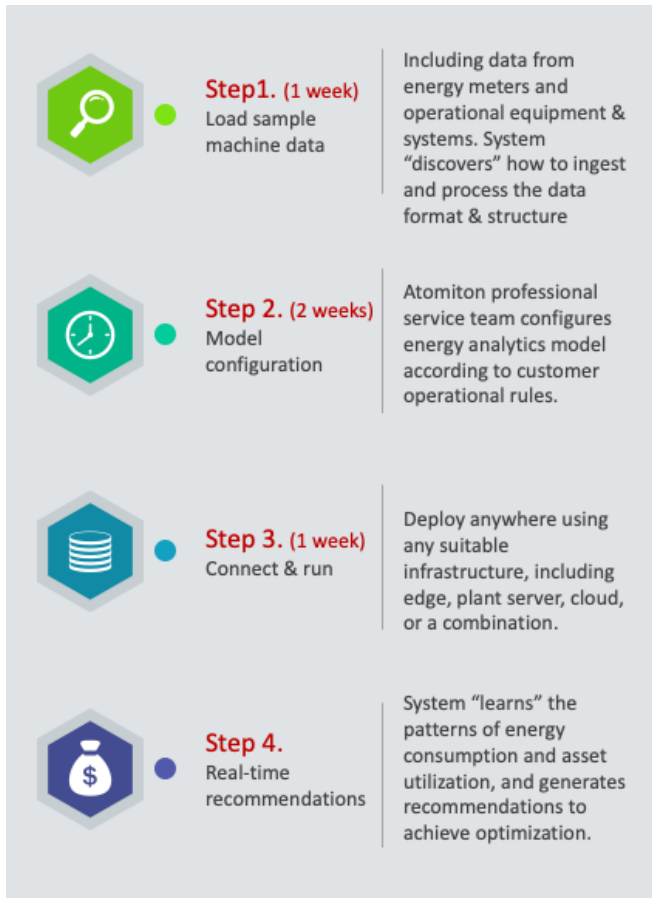 Step1. (1 week)
Load sample
machine data
Including data from
energy meters and
operational equipment &
systems. System
“discovers” how to ingest
and process the data
format & structure
Step 2. (2 weeks)
Model
configuration
Atomiton professional
service team configures
energy analytics model
according to customer
operational rules.
Step 3. (1 week)
Connect & run
Deploy anywhere using
any suitable
infrastructure, including
edge, plant server, cloud,
or a combination.
Step 4.
Real-time
recommendations
System “learns” the
patterns of energy
consumption and asset
utilization, and generates
recommendations to
achieve optimization.
$